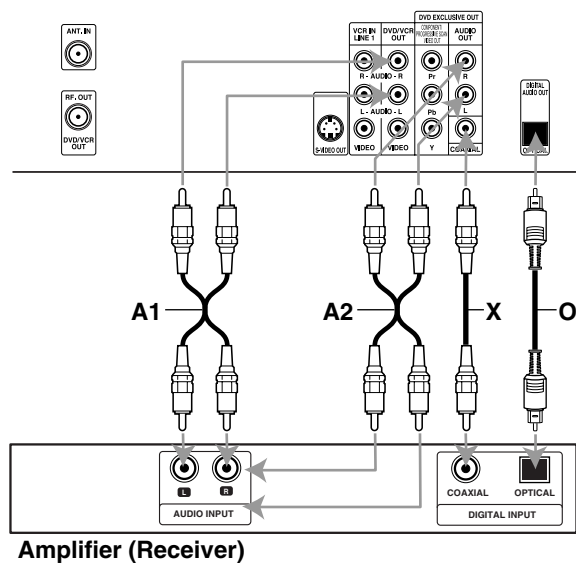 DVD EXCLUSIVE OUT
ANT. IN
VCR IN
LINE 1
DVD/VCR
OUT
COMPONENT/
PROGRESSIVE SCAN
VIDEO OUT
AUDIO
OUT
R - AUDIO - R
Pr
R
L - AUDIO - L
Pb
L
VIDEO
VIDEO
Y
COAXIAL
S-VIDEO OUT
DIGITAL
AUDIO OUT
OPTICAL
RF. OUT
DVD/VCR
OUT
A1
A2
X
O
L
R
AUDIO INPUT
COAXIAL
OPTICAL
DIGITAL INPUT
Amplifier (Receiver)